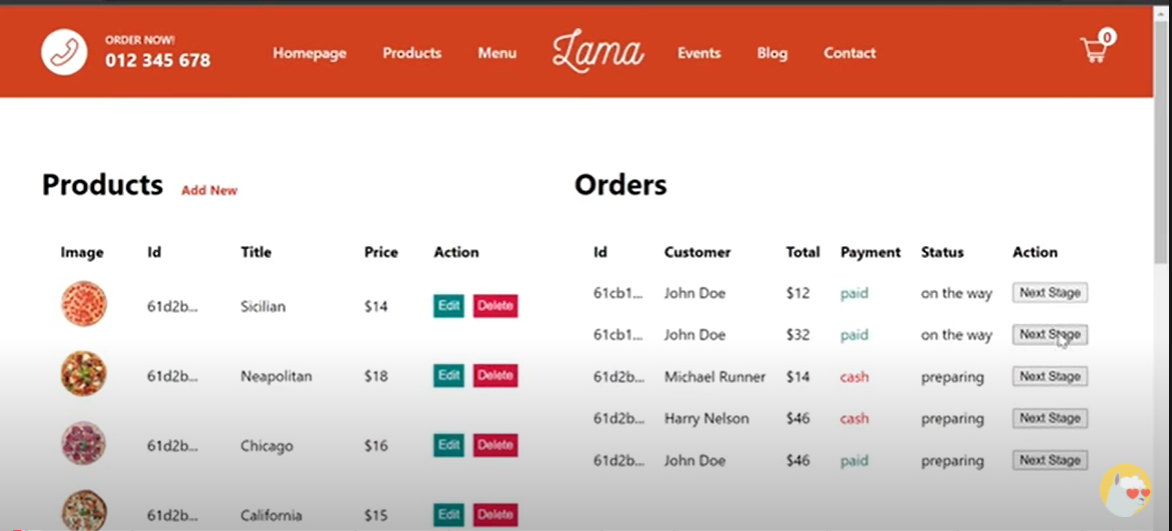 ORDER NOW!
012 345 678
Homepage Products Menu Lama Events Blog Contact
0
Products Add New
Image Id Title Price Action
61d2b... Sicilian $14 Edit Delete
61d2b... Neapolitan $18 Edit Delete
61d2b... Chicago $16 Edit Delete
61d2b... California $15 Edit Delete
Orders
Id Customer Total Payment Status Action
61cb1... John Doe $12 paid on the way Next Stage
61cb1... John Doe $32 paid on the way Next Stage
61d2b... Michael Runner $14 cash preparing Next Stage
61d2b... Harry Nelson $46 cash preparing Next Stage
61d2b... John Doe $46 paid preparing Next Stage